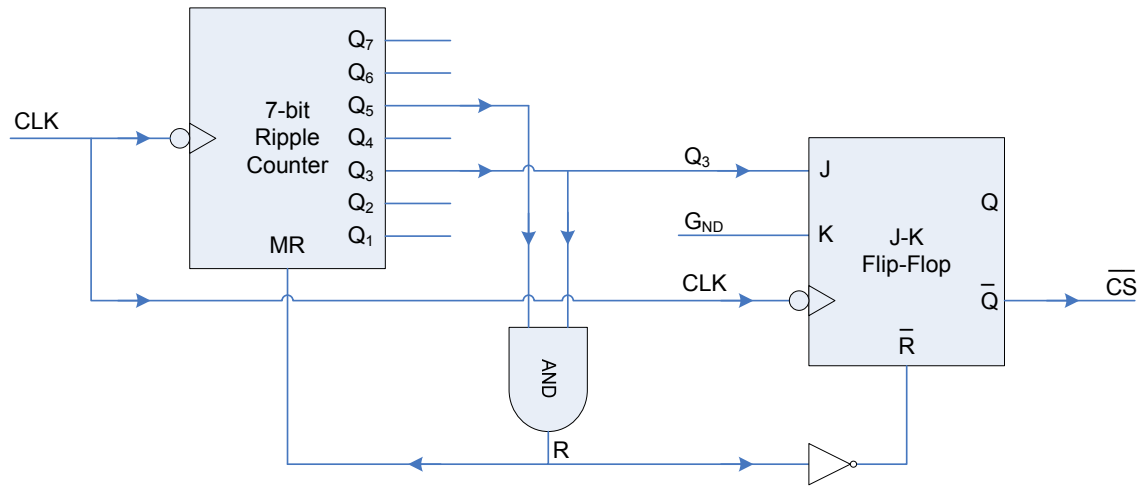 Q7
Q6
Q5
Q4
Q3
Q2
Q1
7-bit
Ripple
Counter
MR
CLK
Q3
GND
CLK
J
K
J-K
Flip-Flop
Q
Q̅
R̅
C̅S̅
AND
R